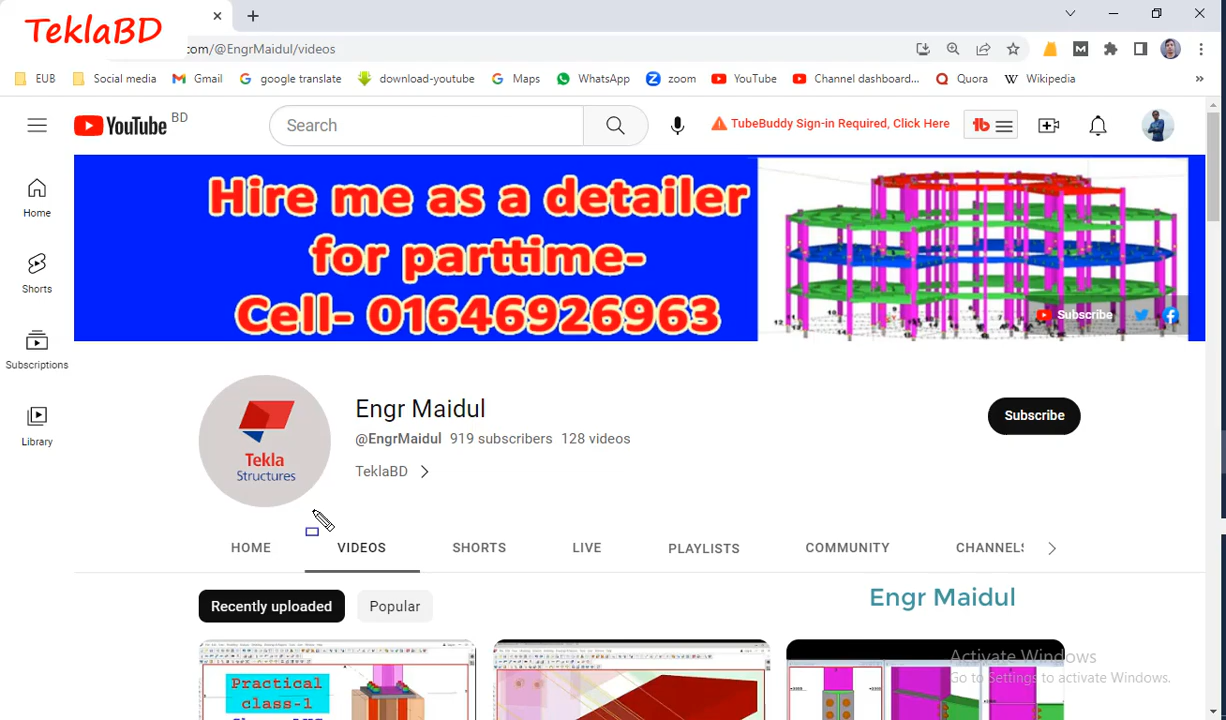 TeklaBD
com/@EngrMaidul/videos
EUB Social media Gmail google translate download-youtube Maps WhatsApp zoom YouTube Channel dashboard... Quora Wikipedia »
YouTube BD Search TubeBuddy Sign-in Required, Click Here tb
Hire me as a detailer
for parttime-
Cell- 01646926963
Subscribe
Home
Shorts
Subscriptions
Library
Engr Maidul
@EngrMaidul 919 subscribers 128 videos
TeklaBD
Subscribe
Tekla
Structures
HOME VIDEOS SHORTS LIVE PLAYLISTS COMMUNITY CHANNELS
Recently uploaded Popular
Engr Maidul
Practical
class-1
Activate Windows
Go to Settings to activate Windows.